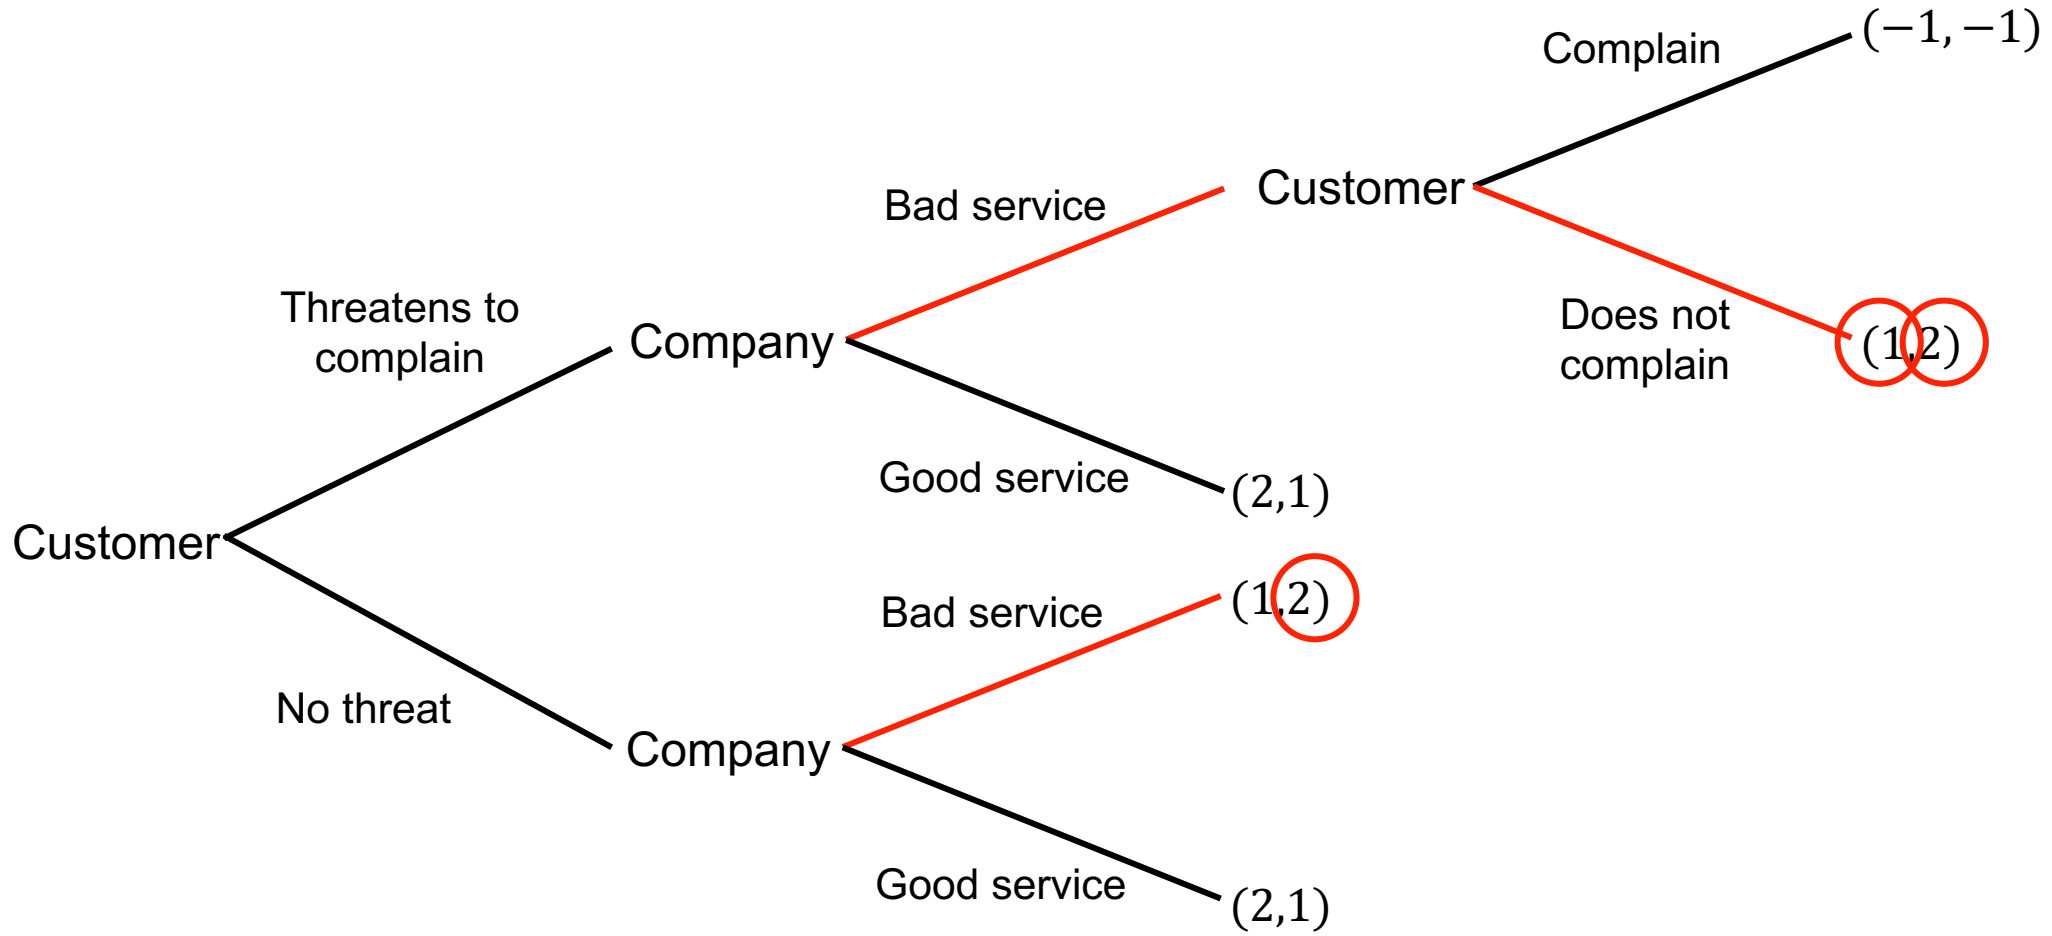 Complain
(−1, −1)
Customer
Bad service
Does not
complain
(1,2)
Threatens to
complain
Company
Good service
(2,1)
Customer
Bad service
(1,2)
No threat
Company
Good service
(2,1)